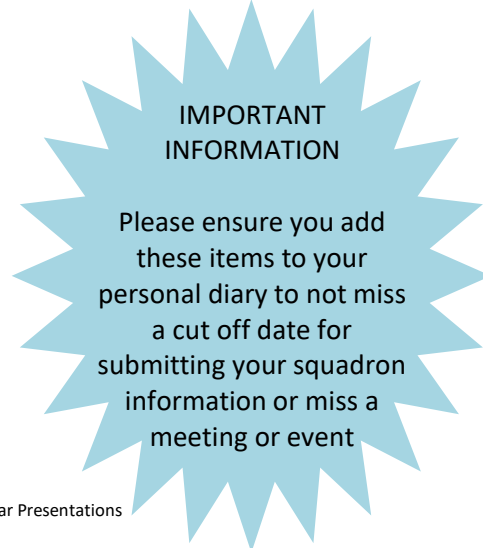 IMPORTANT
INFORMATION
Please ensure you add
these items to your
personal diary to not miss
a cut off date for
submitting your squadron
information or miss a
meeting or event
Presentations